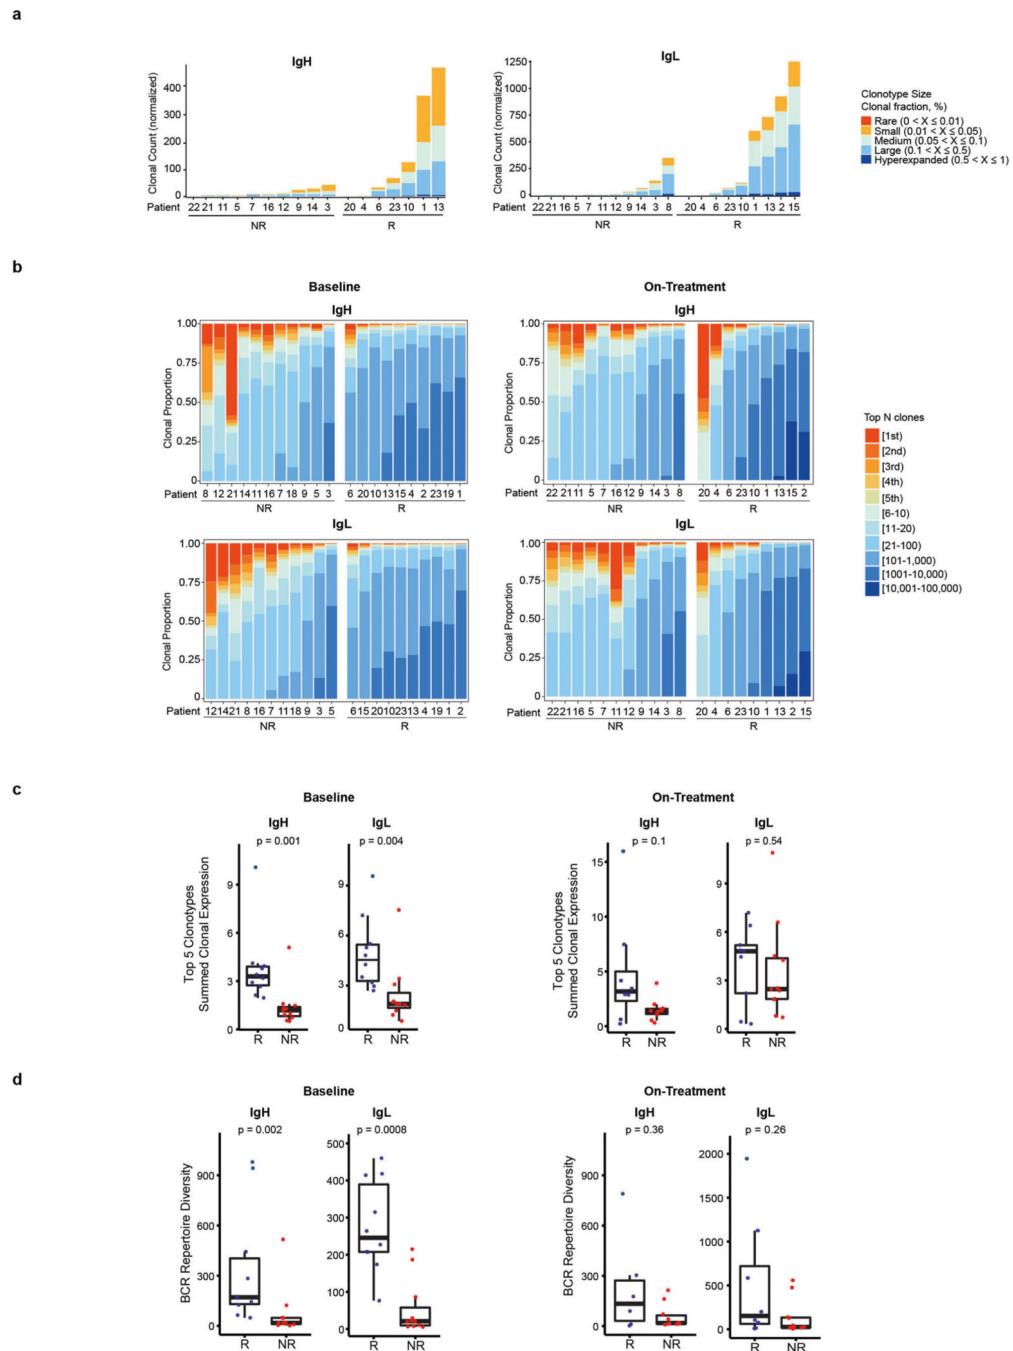 a
IgH
IgL
Clonal Count (normalized)
400
300
200
100
0
Patient 22 21 11 5 7 16 12 9 14 3 20 4 6 23 10 1 13
NR R
Clonal Count (normalized)
1250
1000
750
500
250
0
Patient 22 21 16 5 7 11 12 9 14 3 8 20 4 6 23 10 1 13 2 15
NR R
Clonotype Size
Clonal fraction, %)
Rare (0 < X ≤ 0.01)
Small (0.01 < X ≤ 0.05)
Medium (0.05 < X ≤ 0.1)
Large (0.1 < X ≤ 0.5)
Hyperexpanded (0.5 < X ≤ 1)
b
Baseline
On-Treatment
IgH
IgH
Clonal Proportion
1.00
0.75
0.50
0.25
0
Patient 8 12 21 14 11 16 7 18 9 5 3 6 20 10 13 15 4 2 23 19 1
NR R
Clonal Proportion
1.00
0.75
0.50
0.25
0
Patient 22 21 11 5 7 16 12 9 14 3 8 20 4 6 23 10 1 13 15 2
NR R
IgL
IgL
Clonal Proportion
1.00
0.75
0.50
0.25
0
Patient 12 14 21 8 16 7 11 18 9 3 5 6 15 20 10 23 13 4 19 1 2
NR R
Clonal Proportion
1.00
0.75
0.50
0.25
0
Patient 22 21 16 5 7 11 12 9 14 3 8 20 4 6 23 10 1 13 2 15
NR R
Top N clones
[1st)
[2nd)
[3rd)
[4th)
[5th)
[6-10)
[11-20)
[21-100)
[101-1,000)
[1001-10,000)
[10,001-100,000)
c
Baseline
On-Treatment
IgH
p = 0.001
IgL
p = 0.004
IgH
p = 0.1
IgL
p = 0.54
Top 5 Clonotypes
Summed Clonal Expression
9
6
3
0
R NR
9
6
3
0
R NR
Top 5 Clonotypes
Summed Clonal Expression
15
10
5
0
R NR
9
6
3
0
R NR
d
Baseline
On-Treatment
IgH
p = 0.002
IgL
p = 0.0008
IgH
p = 0.36
IgL
p = 0.26
BCR Repertoire Diversity
900
600
300
0
R NR
500
400
300
200
100
0
R NR
BCR Repertoire Diversity
900
600
300
0
R NR
2000
1500
1000
500
0
R NR